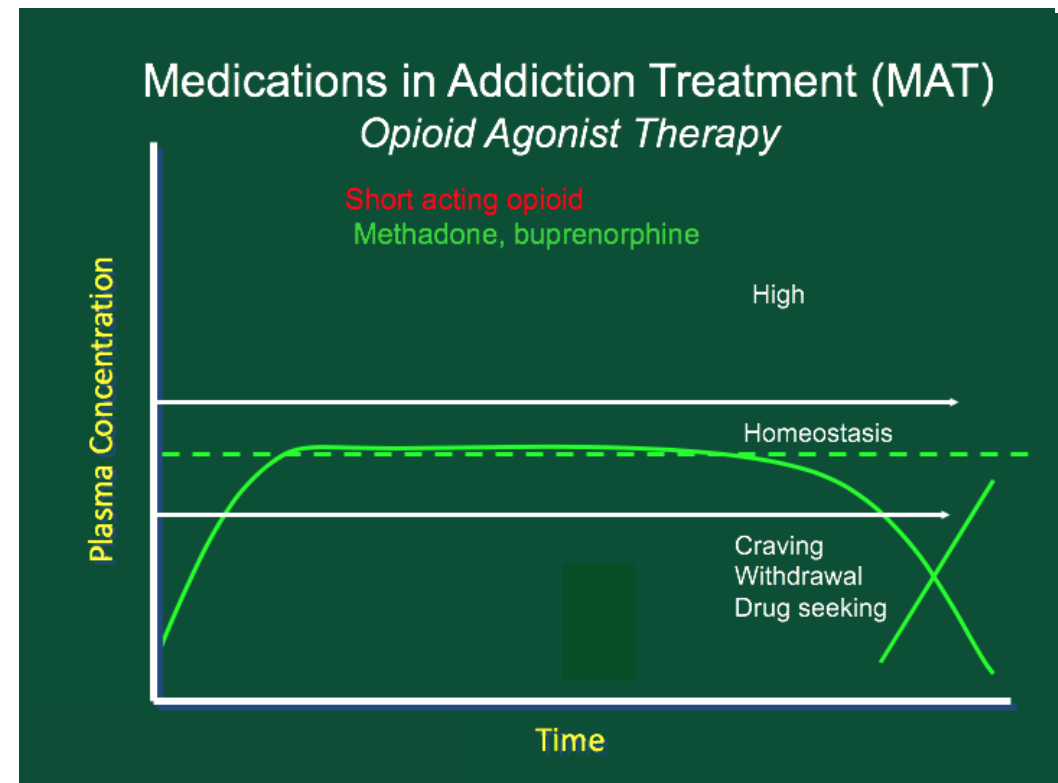 Medications in Addiction Treatment (MAT)
Opioid Agonist Therapy
Short acting opioid
Methadone, buprenorphine
High
Plasma Concentration
Homeostasis
Craving
Withdrawal
Drug seeking
Time